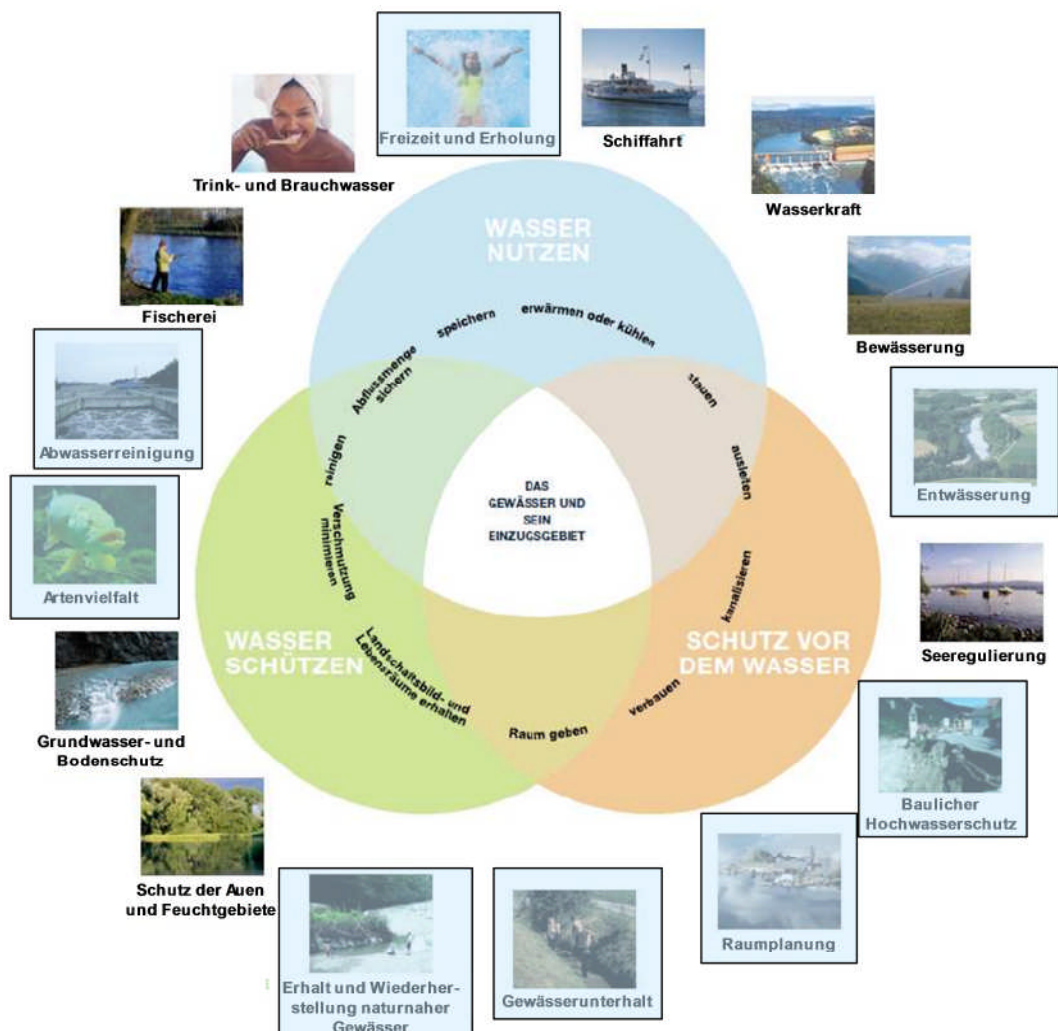 Freizeit und Erholung
Schiffahrt
Trink- und Brauchwasser
Wasserkraft
Fischerei
Bewässerung
Abwasserreinigung
Entwässerung
Artenvielfalt
Seeregulierung
Grundwasser- und
Bodenschutz
Baulicher
Hochwasserschutz
Schutz der Auen
und Feuchtgebiete
Raumplanung
Erhalt und Wiederher-
stellung naturnaher
Gewässer
Gewässerunterhalt
WASSER
NUTZEN
speichern
erwärmen oder kühlen
Abflussmenge
sichern
stauen
reinigen
ausleiten
DAS
GEWÄSSER UND
SEIN
EINZUGSGEBIET
Verschmutzung
minimieren
kanalisieren
WASSER
SCHÜTZEN
SCHUTZ VOR
DEM WASSER
Landschaftsbild- und
Lebensräume erhalten
Raum geben
verbauen